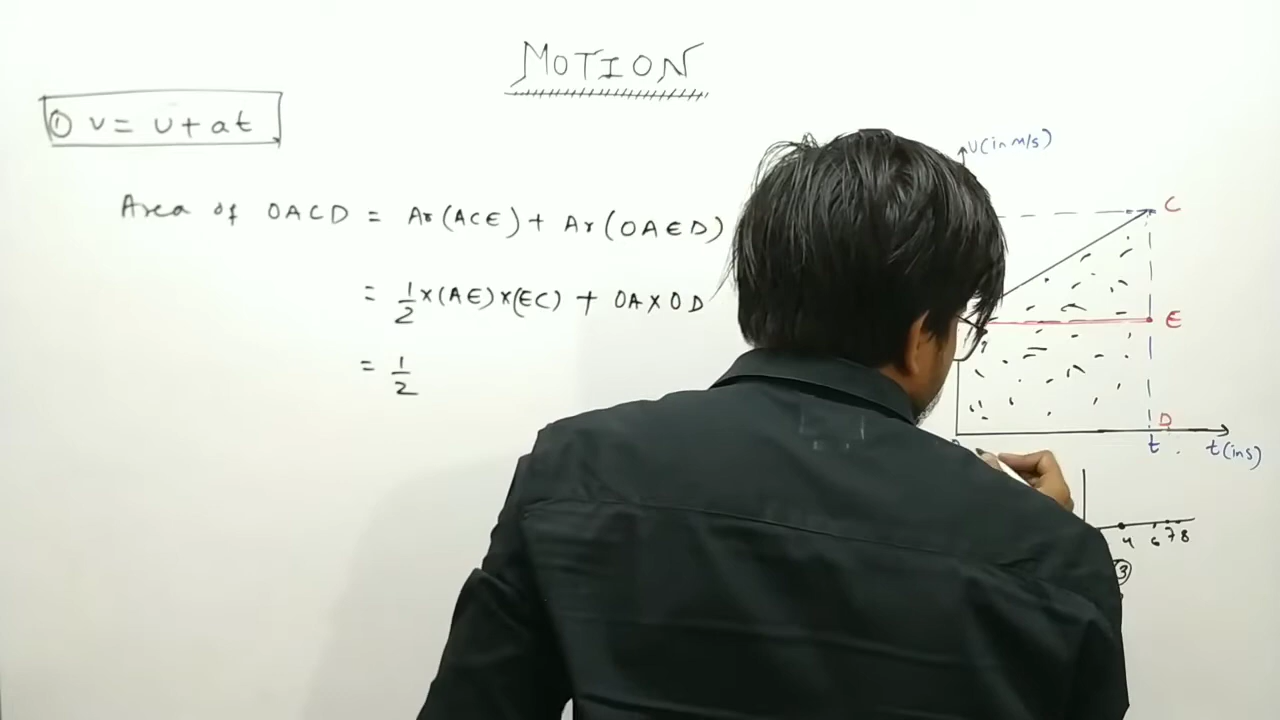 MOTION
① v = u + at
Area of OACD = Ar(ACE) + Ar(OAED)
= 1/2 × (AE) × (EC) + OA × OD
= 1/2
v(in m/s)
C
E
D
t
t(in s)
4 6 7 8
③